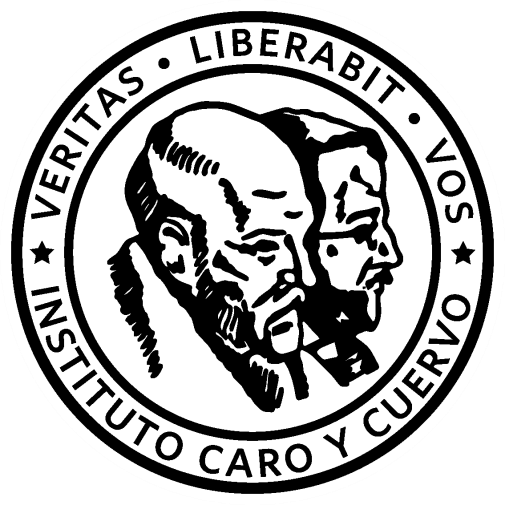 VERITAS • LIBERABIT • VOS
INSTITUTO CARO Y CUERVO